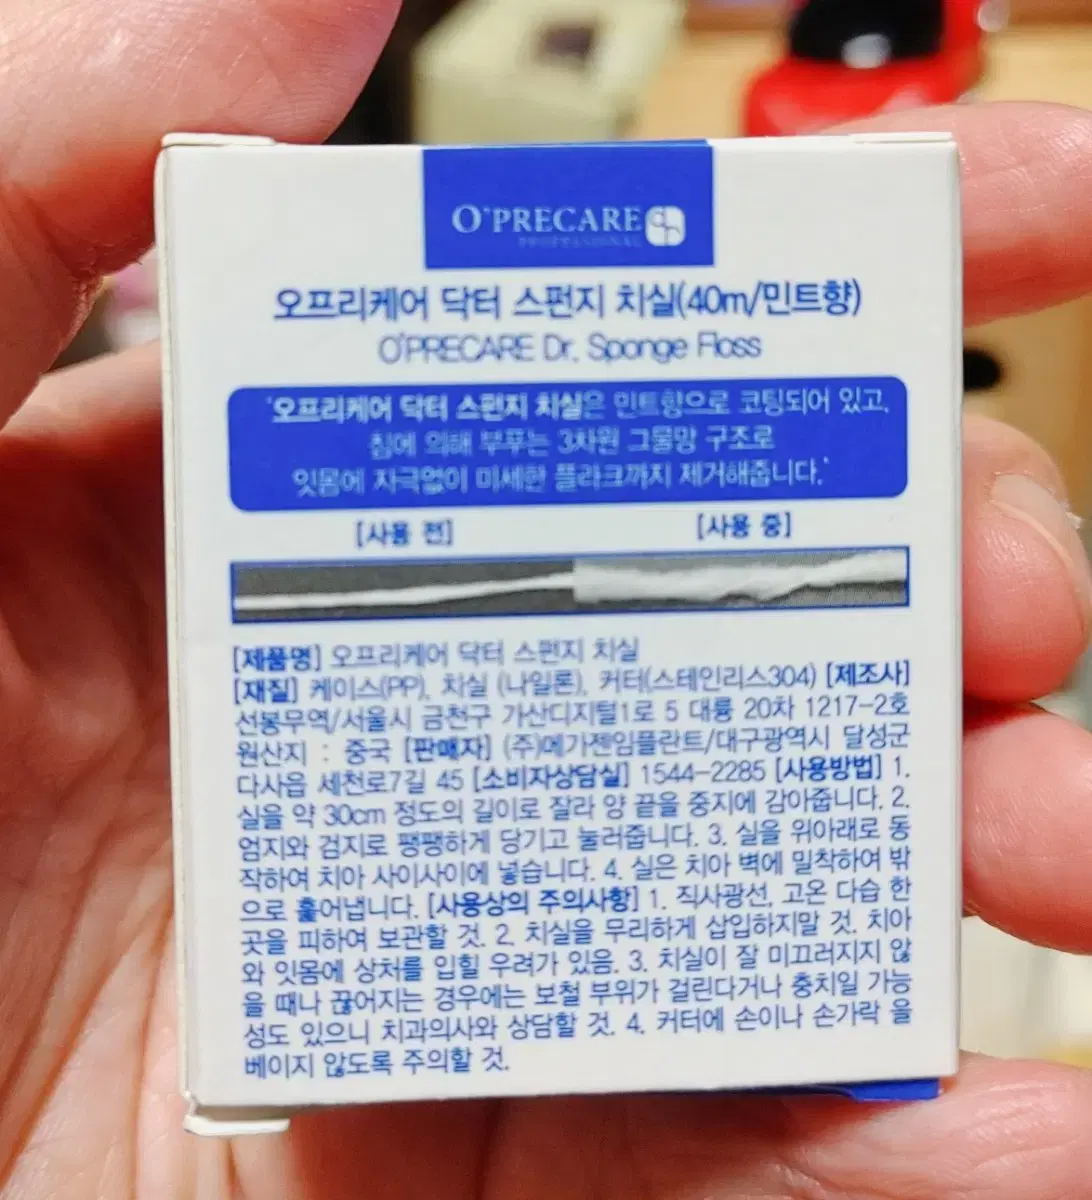 O'PRECARE
PROFESSIONAL
오프리케어 닥터 스펀지 치실(40m/민트향)
O'PRECARE Dr. Sponge Floss
'오프리케어 닥터 스펀지 치실은 민트향으로 코팅되어 있고,
침에 의해 부푸는 3차원 그물망 구조로
잇몸에 자극없이 미세한 플라크까지 제거해줍니다.'
[사용 전]
[사용 중]
[제품명] 오프리케어 닥터 스펀지 치실
[재질] 케이스(PP), 치실 (나일론), 커터(스테인리스304) [제조사]
선봉무역/서울시 금천구 가산디지털1로 5 대륭 20차 1217-2호
원산지 : 중국 [판매자] (주)메가젠임플란트/대구광역시 달성군
다사읍 세천로7길 45 [소비자상담실] 1544-2285 [사용방법] 1.
실을 약 30cm 정도의 길이로 잘라 양 끝을 중지에 감아줍니다. 2.
엄지와 검지로 팽팽하게 당기고 눌러줍니다. 3. 실을 위아래로 동
작하여 치아 사이사이에 넣습니다. 4. 실은 치아 벽에 밀착하여 밖
으로 훑어냅니다. [사용상의 주의사항] 1. 직사광선, 고온 다습 한
곳을 피하여 보관할 것. 2. 치실을 무리하게 삽입하지말 것. 치아
와 잇몸에 상처를 입힐 우려가 있음. 3. 치실이 잘 미끄러지지 않
을 때나 끊어지는 경우에는 보철 부위가 걸린다거나 충치일 가능
성도 있으니 치과의사와 상담할 것. 4. 커터에 손이나 손가락 을
베이지 않도록 주의할 것.